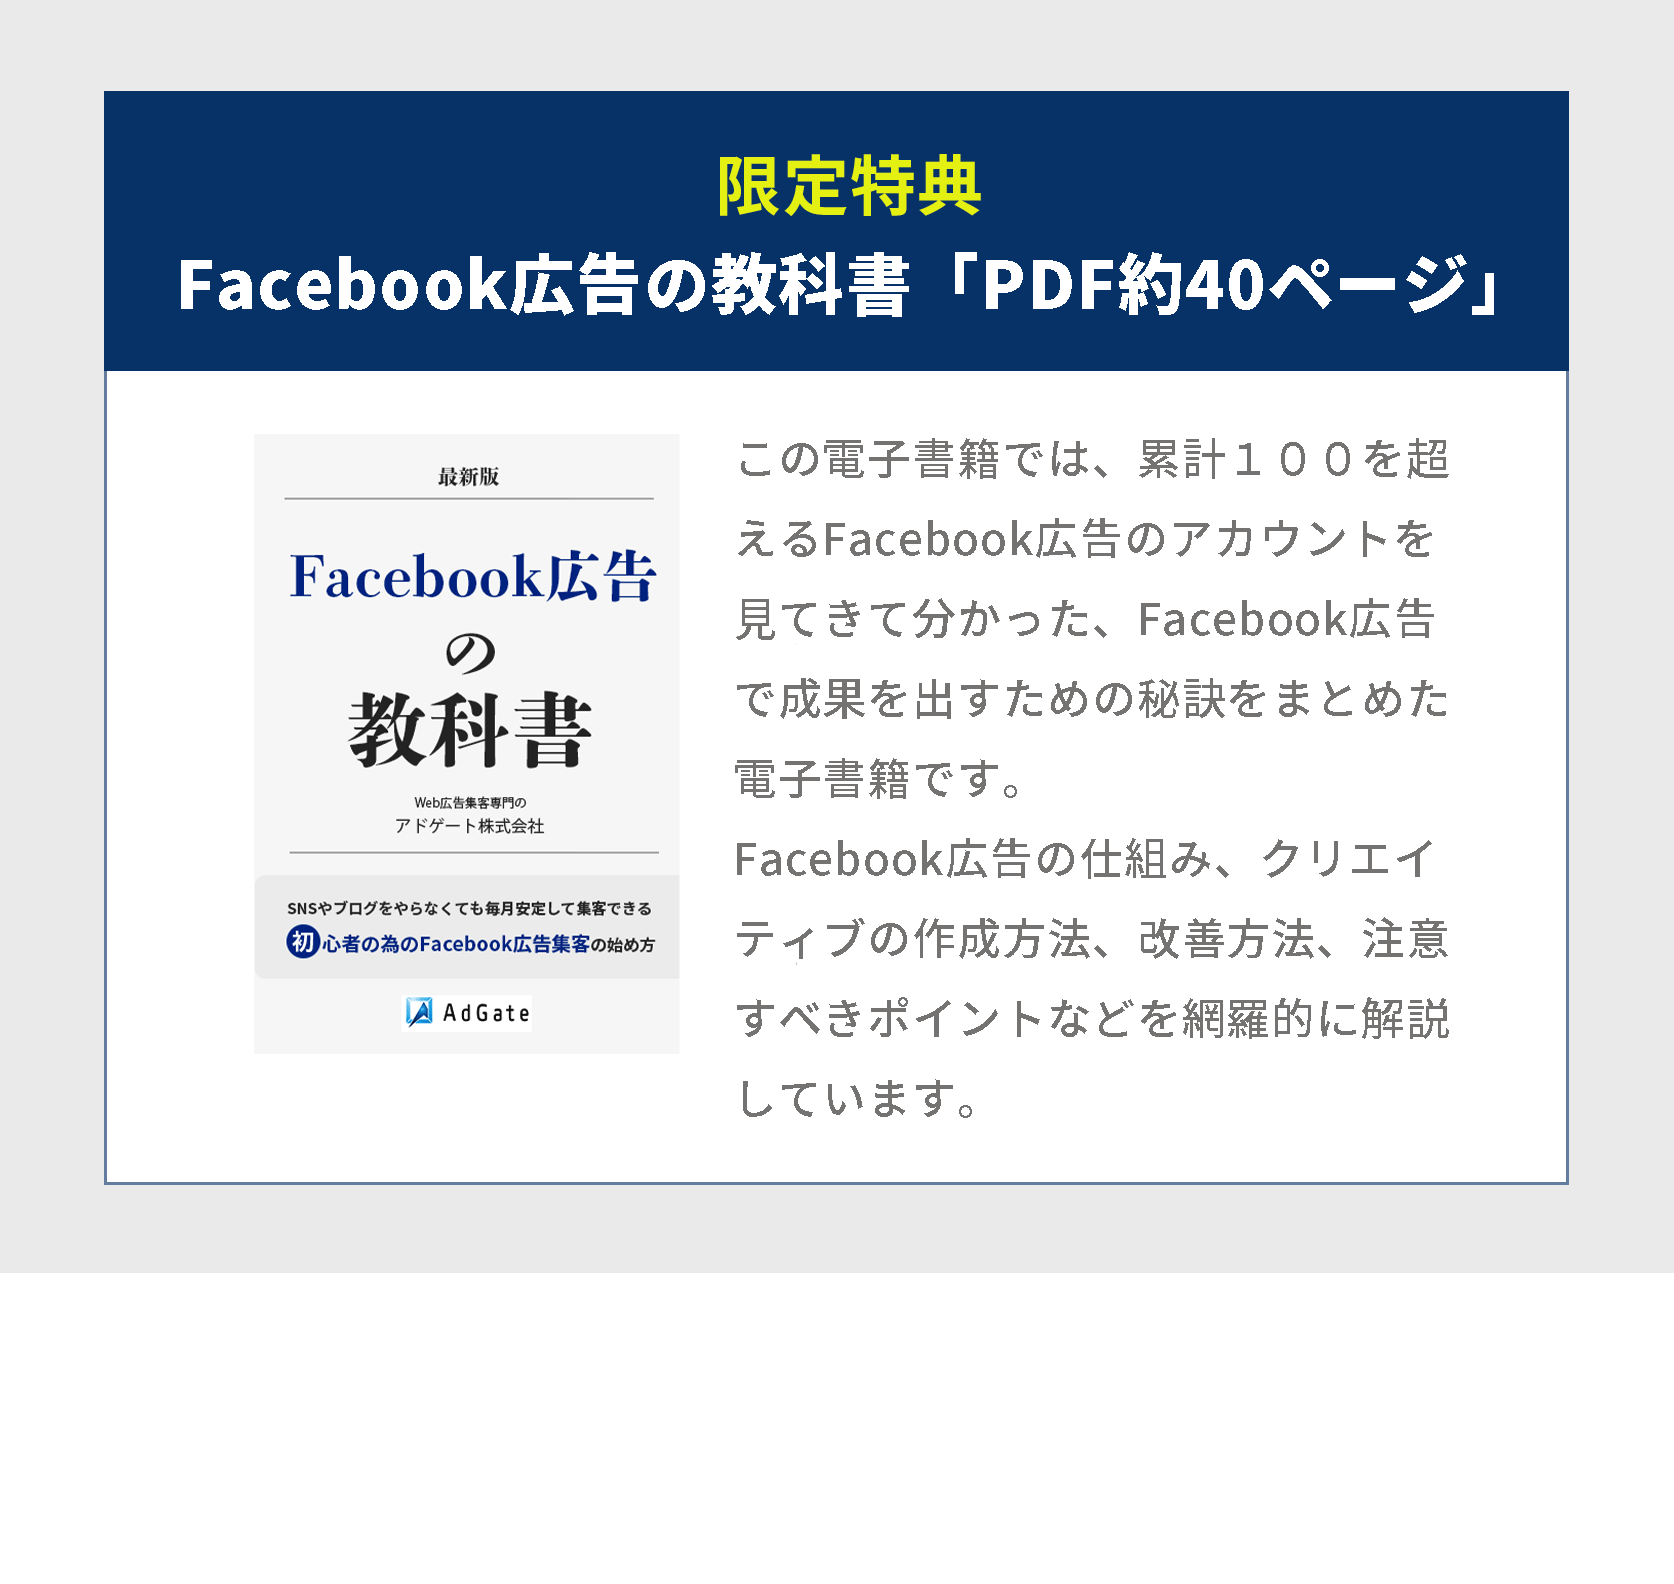 限定特典
Facebook広告の教科書「PDF約40ページ」
最新版
Facebook広告
の
教科書
Web広告集客専門の
アドゲート株式会社
SNSやブログをやらなくても毎月安定して集客できる
初心者の為のFacebook広告集客の始め方
AdGate
この電子書籍では、累計１００を超
えるFacebook広告のアカウントを
見てきて分かった、Facebook広告
で成果を出すための秘訣をまとめた
電子書籍です。
Facebook広告の仕組み、クリエイ
ティブの作成方法、改善方法、注意
すべきポイントなどを網羅的に解説
しています。